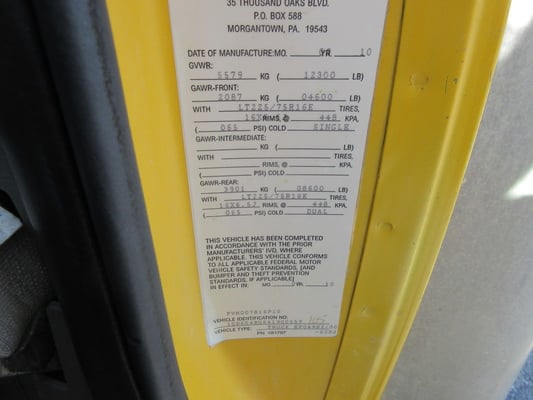 35 THOUSAND OAKS BLVD.
P.O. BOX 588
MORGANTOWN, PA. 19543
DATE OF MANUFACTURE: MO. YR. 10
GVWR:
5579 KG ( 12300 LB)
GAWR-FRONT:
2087 KG ( 04600 LB)
WITH LT225/75R16E TIRES,
RIMS, @ 448 KPA,
( 065 PSI) COLD SINGLE
GAWR-INTERMEDIATE:
KG ( LB)
WITH TIRES,
RIMS, @ KPA,
( PSI) COLD
GAWR-REAR:
3901 KG ( 08600 LB)
WITH LT225/75R16E TIRES,
RIMS, @ 448 KPA,
( 065 PSI) COLD DUAL
THIS VEHICLE HAS BEEN COMPLETED
IN ACCORDANCE WITH THE PRIOR
MANUFACTURERS' IVD, WHERE
APPLICABLE. THIS VEHICLE CONFORMS
TO ALL APPLICABLE FEDERAL MOTOR
VEHICLE SAFETY STANDARDS, [AND
BUMPER AND THEFT PREVENTION
STANDARDS, IF APPLICABLE]
IN EFFECT IN: MO. YR. 10
VEHICLE IDENTIFICATION NO.
VEHICLE TYPE: TRUCK